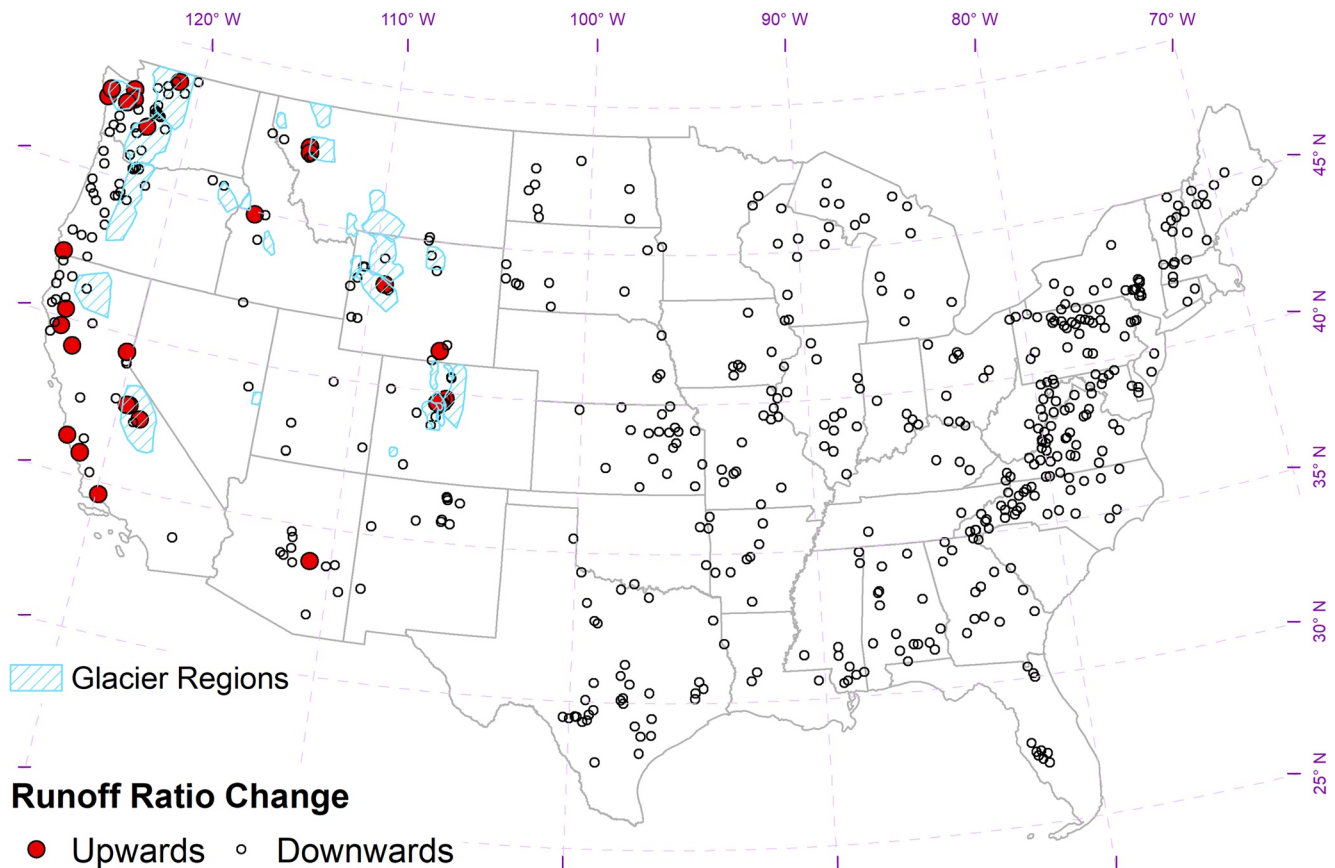 120° W 110° W 100° W 90° W 80° W 70° W
45° N
40° N
35° N
30° N
25° N
Glacier Regions
Runoff Ratio Change
Upwards Downwards